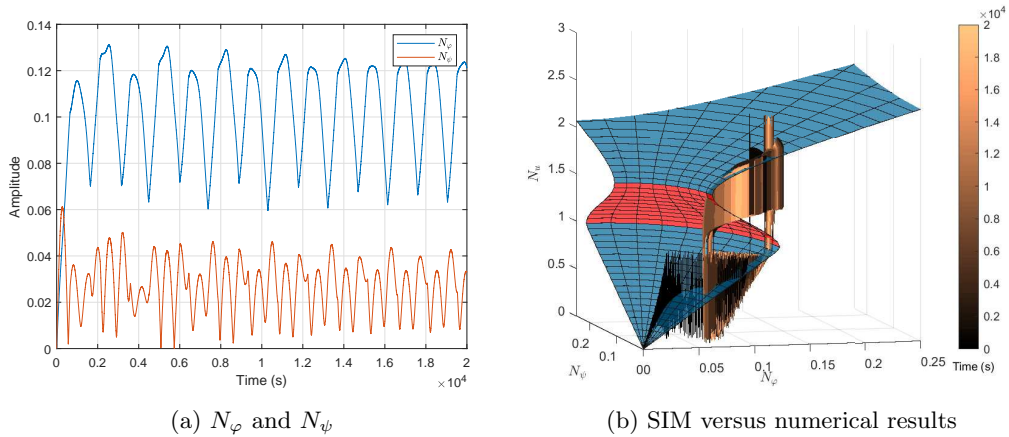 0.14
0.12
0.1
0.08
0.06
0.04
0.02
0
Amplitude
N_φ
N_ψ
0 0.2 0.4 0.6 0.8 1 1.2 1.4 1.6 1.8 2
Time (s)
×10^4
(a) N_φ and N_ψ
3
2.5
2
1.5
1
0.5
0
N_u
0.2
0.1
N_ψ
00 0.05 0.1 0.15 0.2 0.25
N_φ
×10^4
2
1.8
1.6
1.4
1.2
1
0.8
0.6
0.4
0.2
0
Time (s)
(b) SIM versus numerical results